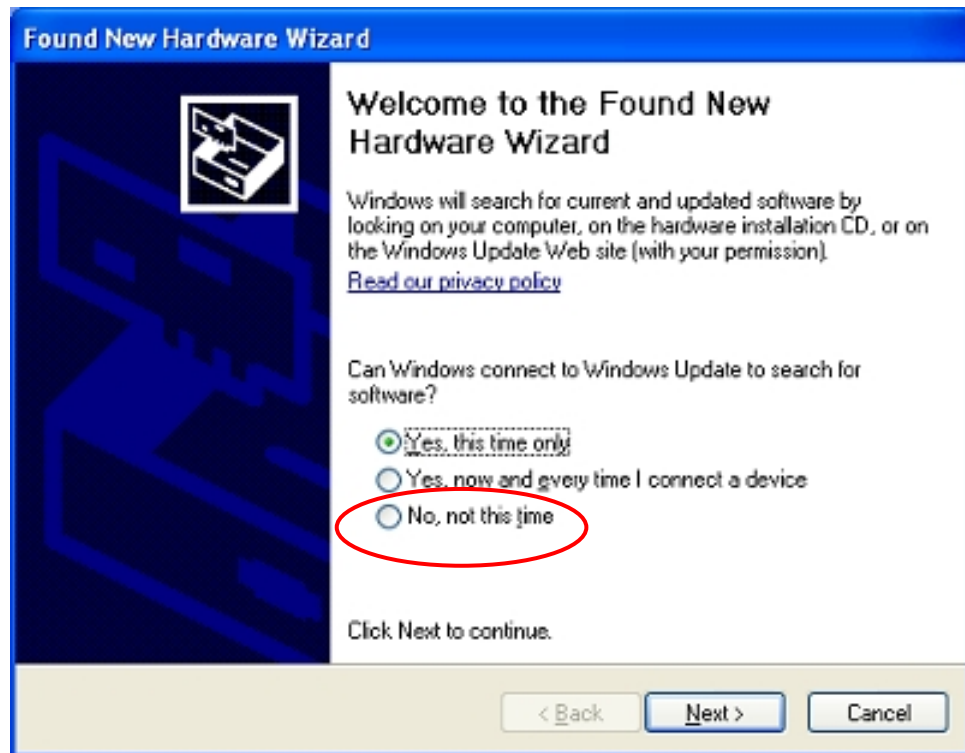 Found New Hardware Wizard
Welcome to the Found New
Hardware Wizard
Windows will search for current and updated software by
looking on your computer, on the hardware installation CD, or on
the Windows Update Web site (with your permission).
Read our privacy policy
Can Windows connect to Windows Update to search for
software?
Yes, this time only
Yes, now and every time I connect a device
No, not this time
Click Next to continue.
< Back Next > Cancel